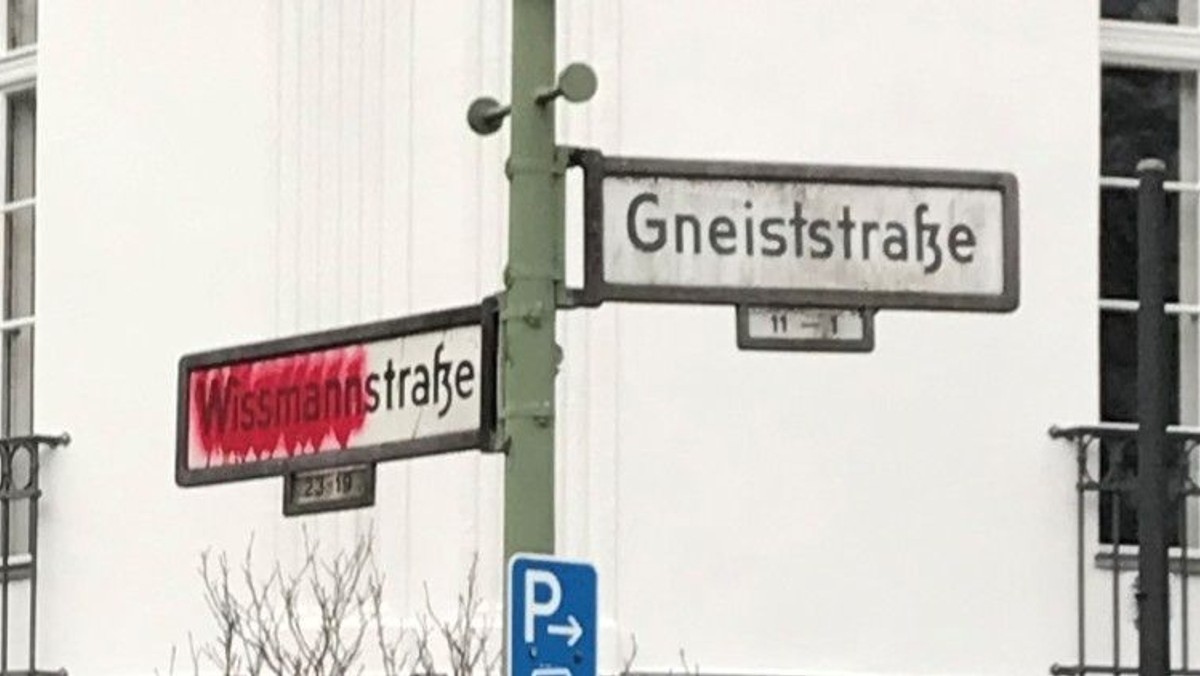 Gneiststraße
11 — 1
Wissmannstraße
23-19
P→